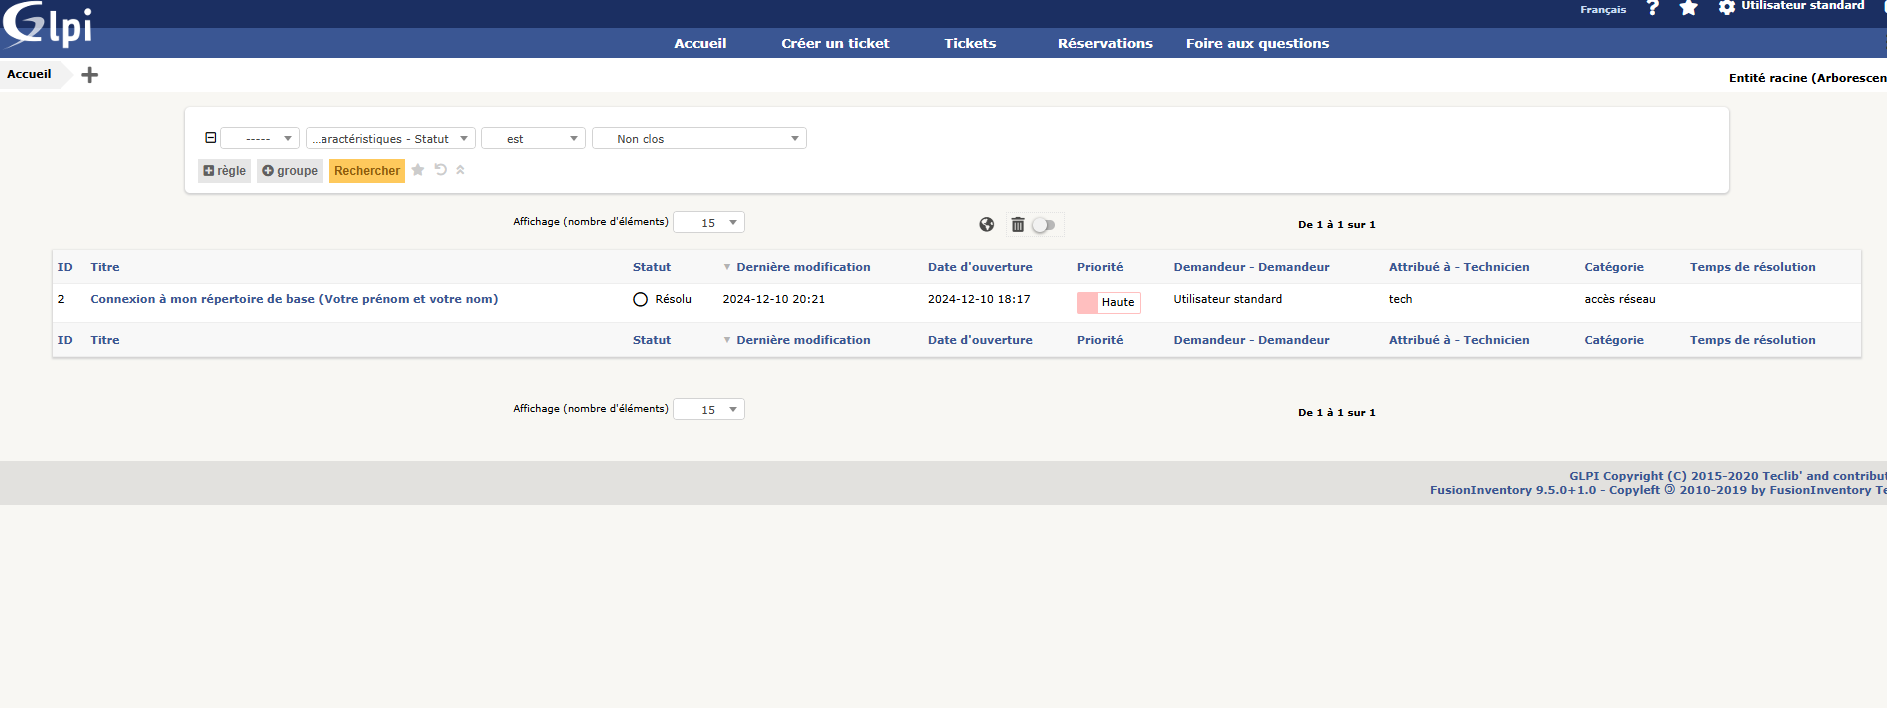 Glpi
Français Utilisateur standard
Accueil Créer un ticket Tickets Réservations Foire aux questions
Accueil
Entité racine (Arborescen
----- ...aractéristiques - Statut est Non clos
règle groupe Rechercher
Affichage (nombre d'éléments) 15 De 1 à 1 sur 1
ID Titre Statut Dernière modification Date d'ouverture Priorité Demandeur - Demandeur Attribué à - Technicien Catégorie Temps de résolution
2 Connexion à mon répertoire de base (Votre prénom et votre nom) Résolu 2024-12-10 20:21 2024-12-10 18:17 Haute Utilisateur standard tech accès réseau
ID Titre Statut Dernière modification Date d'ouverture Priorité Demandeur - Demandeur Attribué à - Technicien Catégorie Temps de résolution
Affichage (nombre d'éléments) 15 De 1 à 1 sur 1
GLPI Copyright (C) 2015-2020 Teclib' and contribut
FusionInventory 9.5.0+1.0 - Copyleft 🄯 2010-2019 by FusionInventory Te